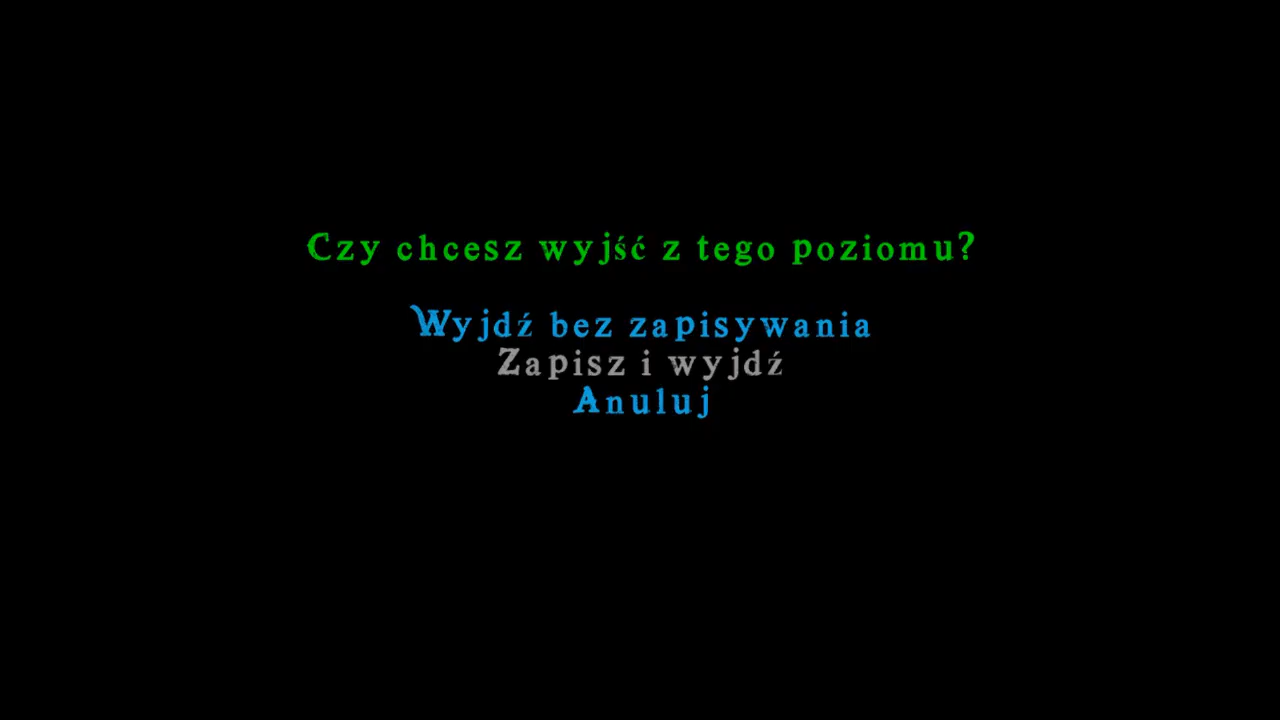 Czy chcesz wyjść z tego poziomu?
Wyjdź bez zapisywania
Zapisz i wyjdź
Anuluj